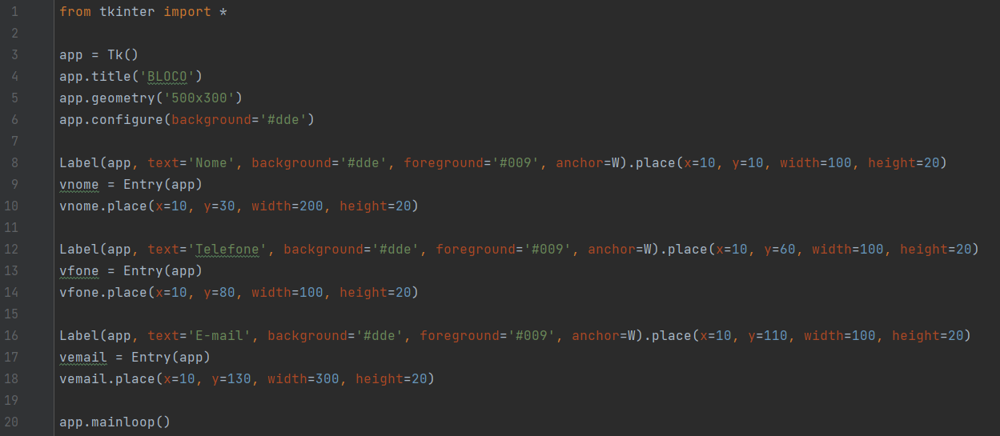 1 from tkinter import *
2
3 app = Tk()
4 app.title('BLOCO')
5 app.geometry('500x300')
6 app.configure(background='#dde')
7
8 Label(app, text='Nome', background='#dde', foreground='#009', anchor=W).place(x=10, y=10, width=100, height=20)
9 vnome = Entry(app)
10 vnome.place(x=10, y=30, width=200, height=20)
11
12 Label(app, text='Telefone', background='#dde', foreground='#009', anchor=W).place(x=10, y=60, width=100, height=20)
13 vfone = Entry(app)
14 vfone.place(x=10, y=80, width=100, height=20)
15
16 Label(app, text='E-mail', background='#dde', foreground='#009', anchor=W).place(x=10, y=110, width=100, height=20)
17 vemail = Entry(app)
18 vemail.place(x=10, y=130, width=300, height=20)
19
20 app.mainloop()